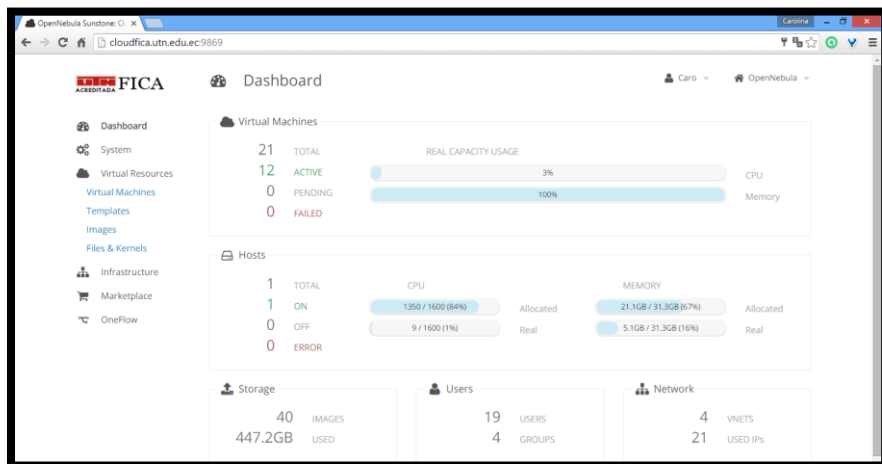 OpenNebula Sunstone: Cl
Carolina
cloudfica.utn.edu.ec:9869
UTN FICA
ACREDITADA
Dashboard
Caro
OpenNebula
Dashboard
System
Virtual Resources
Virtual Machines
Templates
Images
Files & Kernels
Infrastructure
Marketplace
OneFlow
Virtual Machines
21 TOTAL
12 ACTIVE
0 PENDING
0 FAILED
REAL CAPACITY USAGE
3% CPU
100% Memory
Hosts
1 TOTAL
1 ON
0 OFF
0 ERROR
CPU
1350 / 1600 (84%) Allocated
9 / 1600 (1%) Real
MEMORY
21.1GB / 31.3GB (67%) Allocated
5.1GB / 31.3GB (16%) Real
Storage
40 IMAGES
447.2GB USED
Users
19 USERS
4 GROUPS
Network
4 VNETS
21 USED IPs